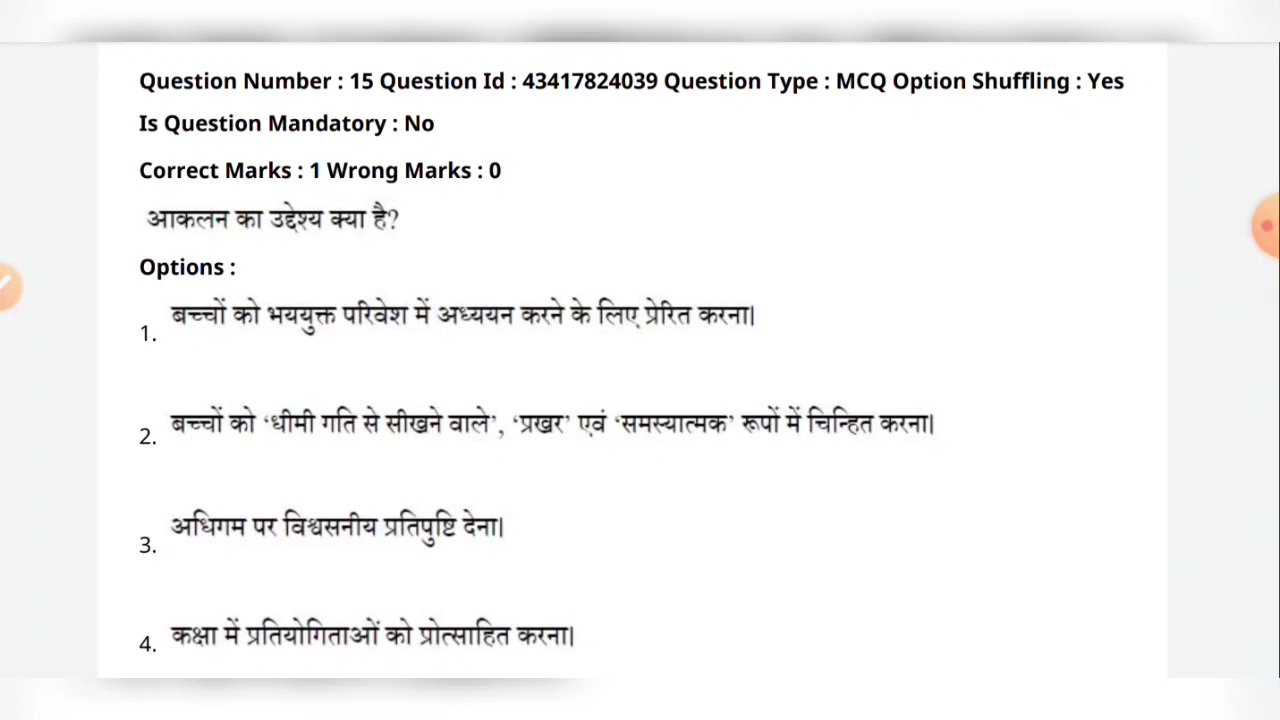 Question Number : 15 Question Id : 43417824039 Question Type : MCQ Option Shuffling : Yes
Is Question Mandatory : No
Correct Marks : 1 Wrong Marks : 0
आकलन का उद्देश्य क्या है?
Options :
1. बच्चों को भययुक्त परिवेश में अध्ययन करने के लिए प्रेरित करना।
2. बच्चों को ‘धीमी गति से सीखने वाले’, ‘प्रखर’ एवं ‘समस्यात्मक’ रूपों में चिन्हित करना।
3. अधिगम पर विश्वसनीय प्रतिपुष्टि देना।
4. कक्षा में प्रतियोगिताओं को प्रोत्साहित करना।